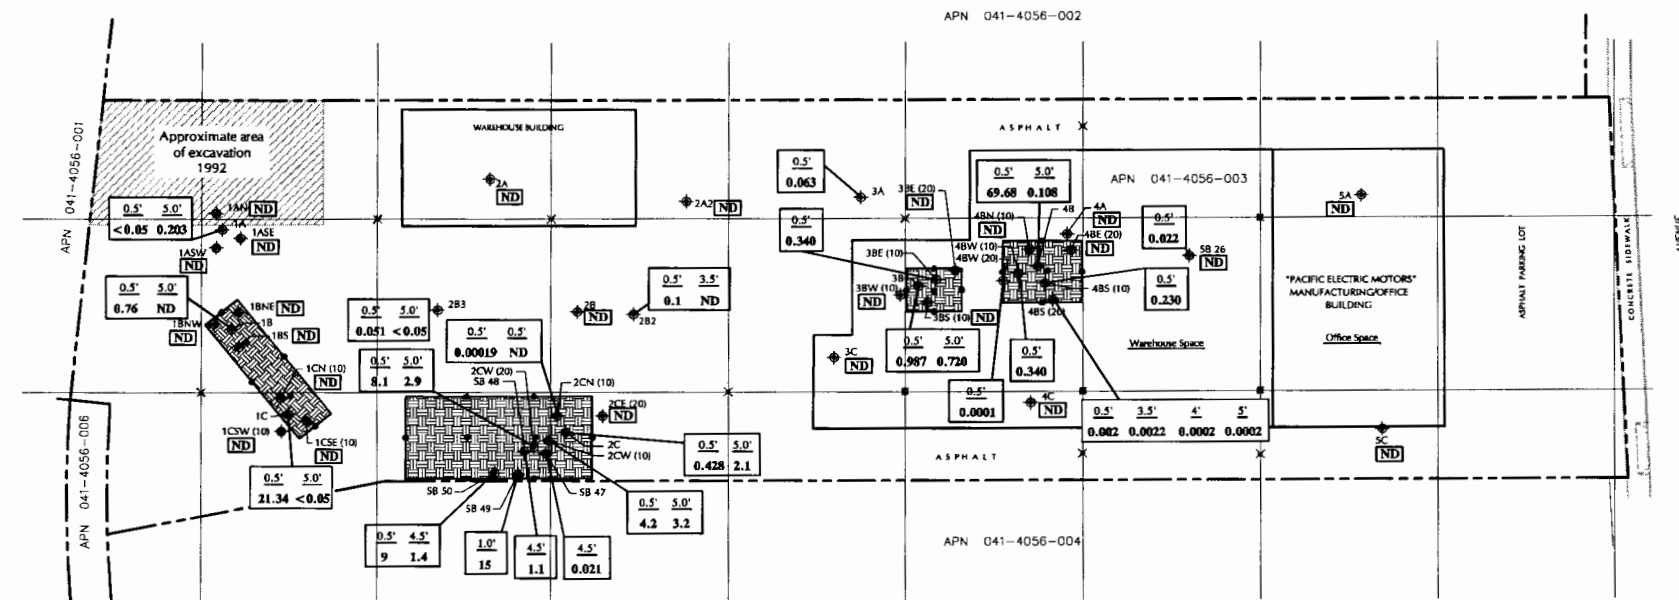 APN 041-4056-002
APN 041-4056-001
Approximate area
of excavation
1992
WAREHOUSE BUILDING
2A
ND
2A2 ND
0.5' 5.0'
<0.05 0.203
1AN ND
1A
1ASE
ND
1ASW
ND
0.5' 5.0'
0.76 ND
1BNE ND
1BNW
ND
1B
1BS ND
1CN (10)
ND
1C
1CSW (10)
ND
1CSE (10)
ND
0.5' 5.0'
21.34 <0.05
APN 041-4056-006
0.5' 5.0'
0.051 <0.05
2B3
2B
ND
0.5' 3.5'
0.1 ND
2B2
0.5' 0.5'
0.00019 ND
0.5' 5.0'
8.1 2.9
2CW (20)
SB 48
2CN (10)
2CE (20)
ND
2C
2CW (10)
0.5' 5.0'
0.428 2.1
SB 50
SB 49
SB 47
0.5' 5.0'
4.2 3.2
0.5' 4.5'
9 1.4
1.0'
15
4.5'
1.1
4.5'
0.021
ASPHALT
0.5'
0.063
3A
3BE (20)
ND
0.5' 5.0'
69.68 0.108
APN 041-4056-003
0.5'
0.340
4BN (10)
ND
4B
4A
ND
4BE (20)
ND
0.5'
0.022
SB 26
3BE (10)
4BW (10)
4BW (20)
3B
3BW (10)
ND
3BS (10) ND
4BS (10)
4BS (20)
0.5'
0.230
0.5' 5.0'
0.987 0.720
3C
ND
0.5'
0.340
0.5'
0.0001
4C
ND
Warehouse Space
0.5' 3.5' 4' 5'
0.002 0.0022 0.0002 0.0002
5A
ND
"PACIFIC ELECTRIC MOTORS"
MANUFACTURING/OFFICE
BUILDING
Office Space
5C
ND
ASPHALT PARKING LOT
CONCRETE SIDEWALK
ASPHALT
APN 041-4056-004